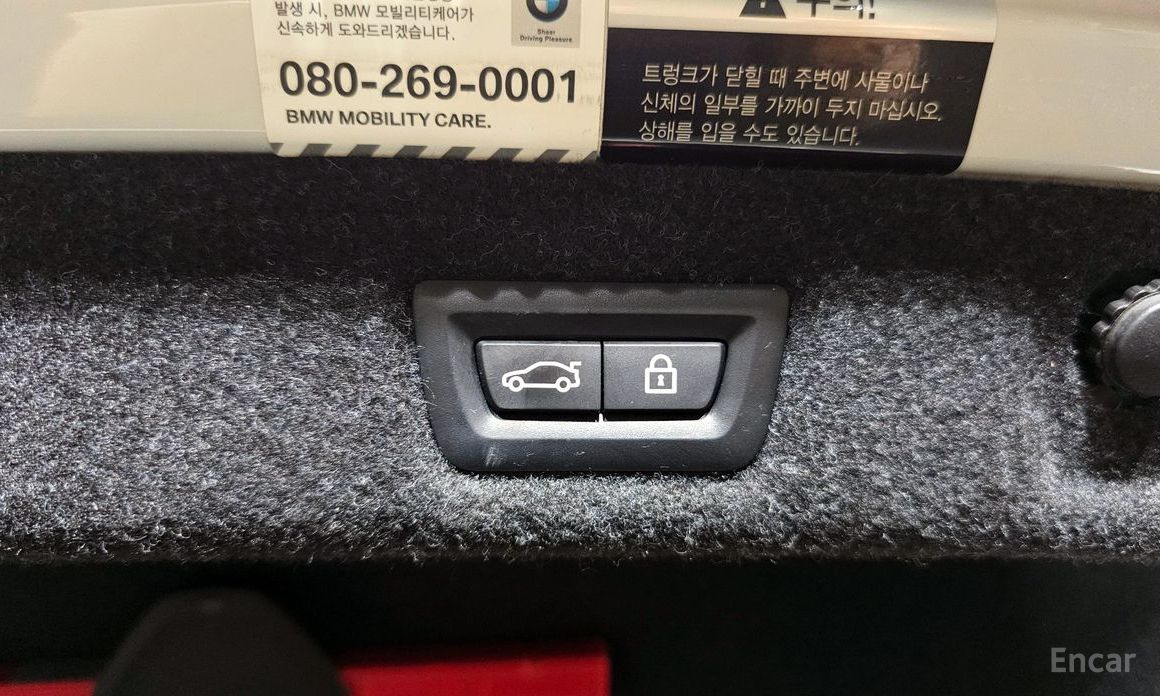 발생 시, BMW 모빌리티케어가
신속하게 도와드리겠습니다.
Sheer
Driving Pleasure
080-269-0001
BMW MOBILITY CARE.
주의!
트렁크가 닫힐 때 주변에 사물이나
신체의 일부를 가까이 두지 마십시오.
상해를 입을 수도 있습니다.
Encar